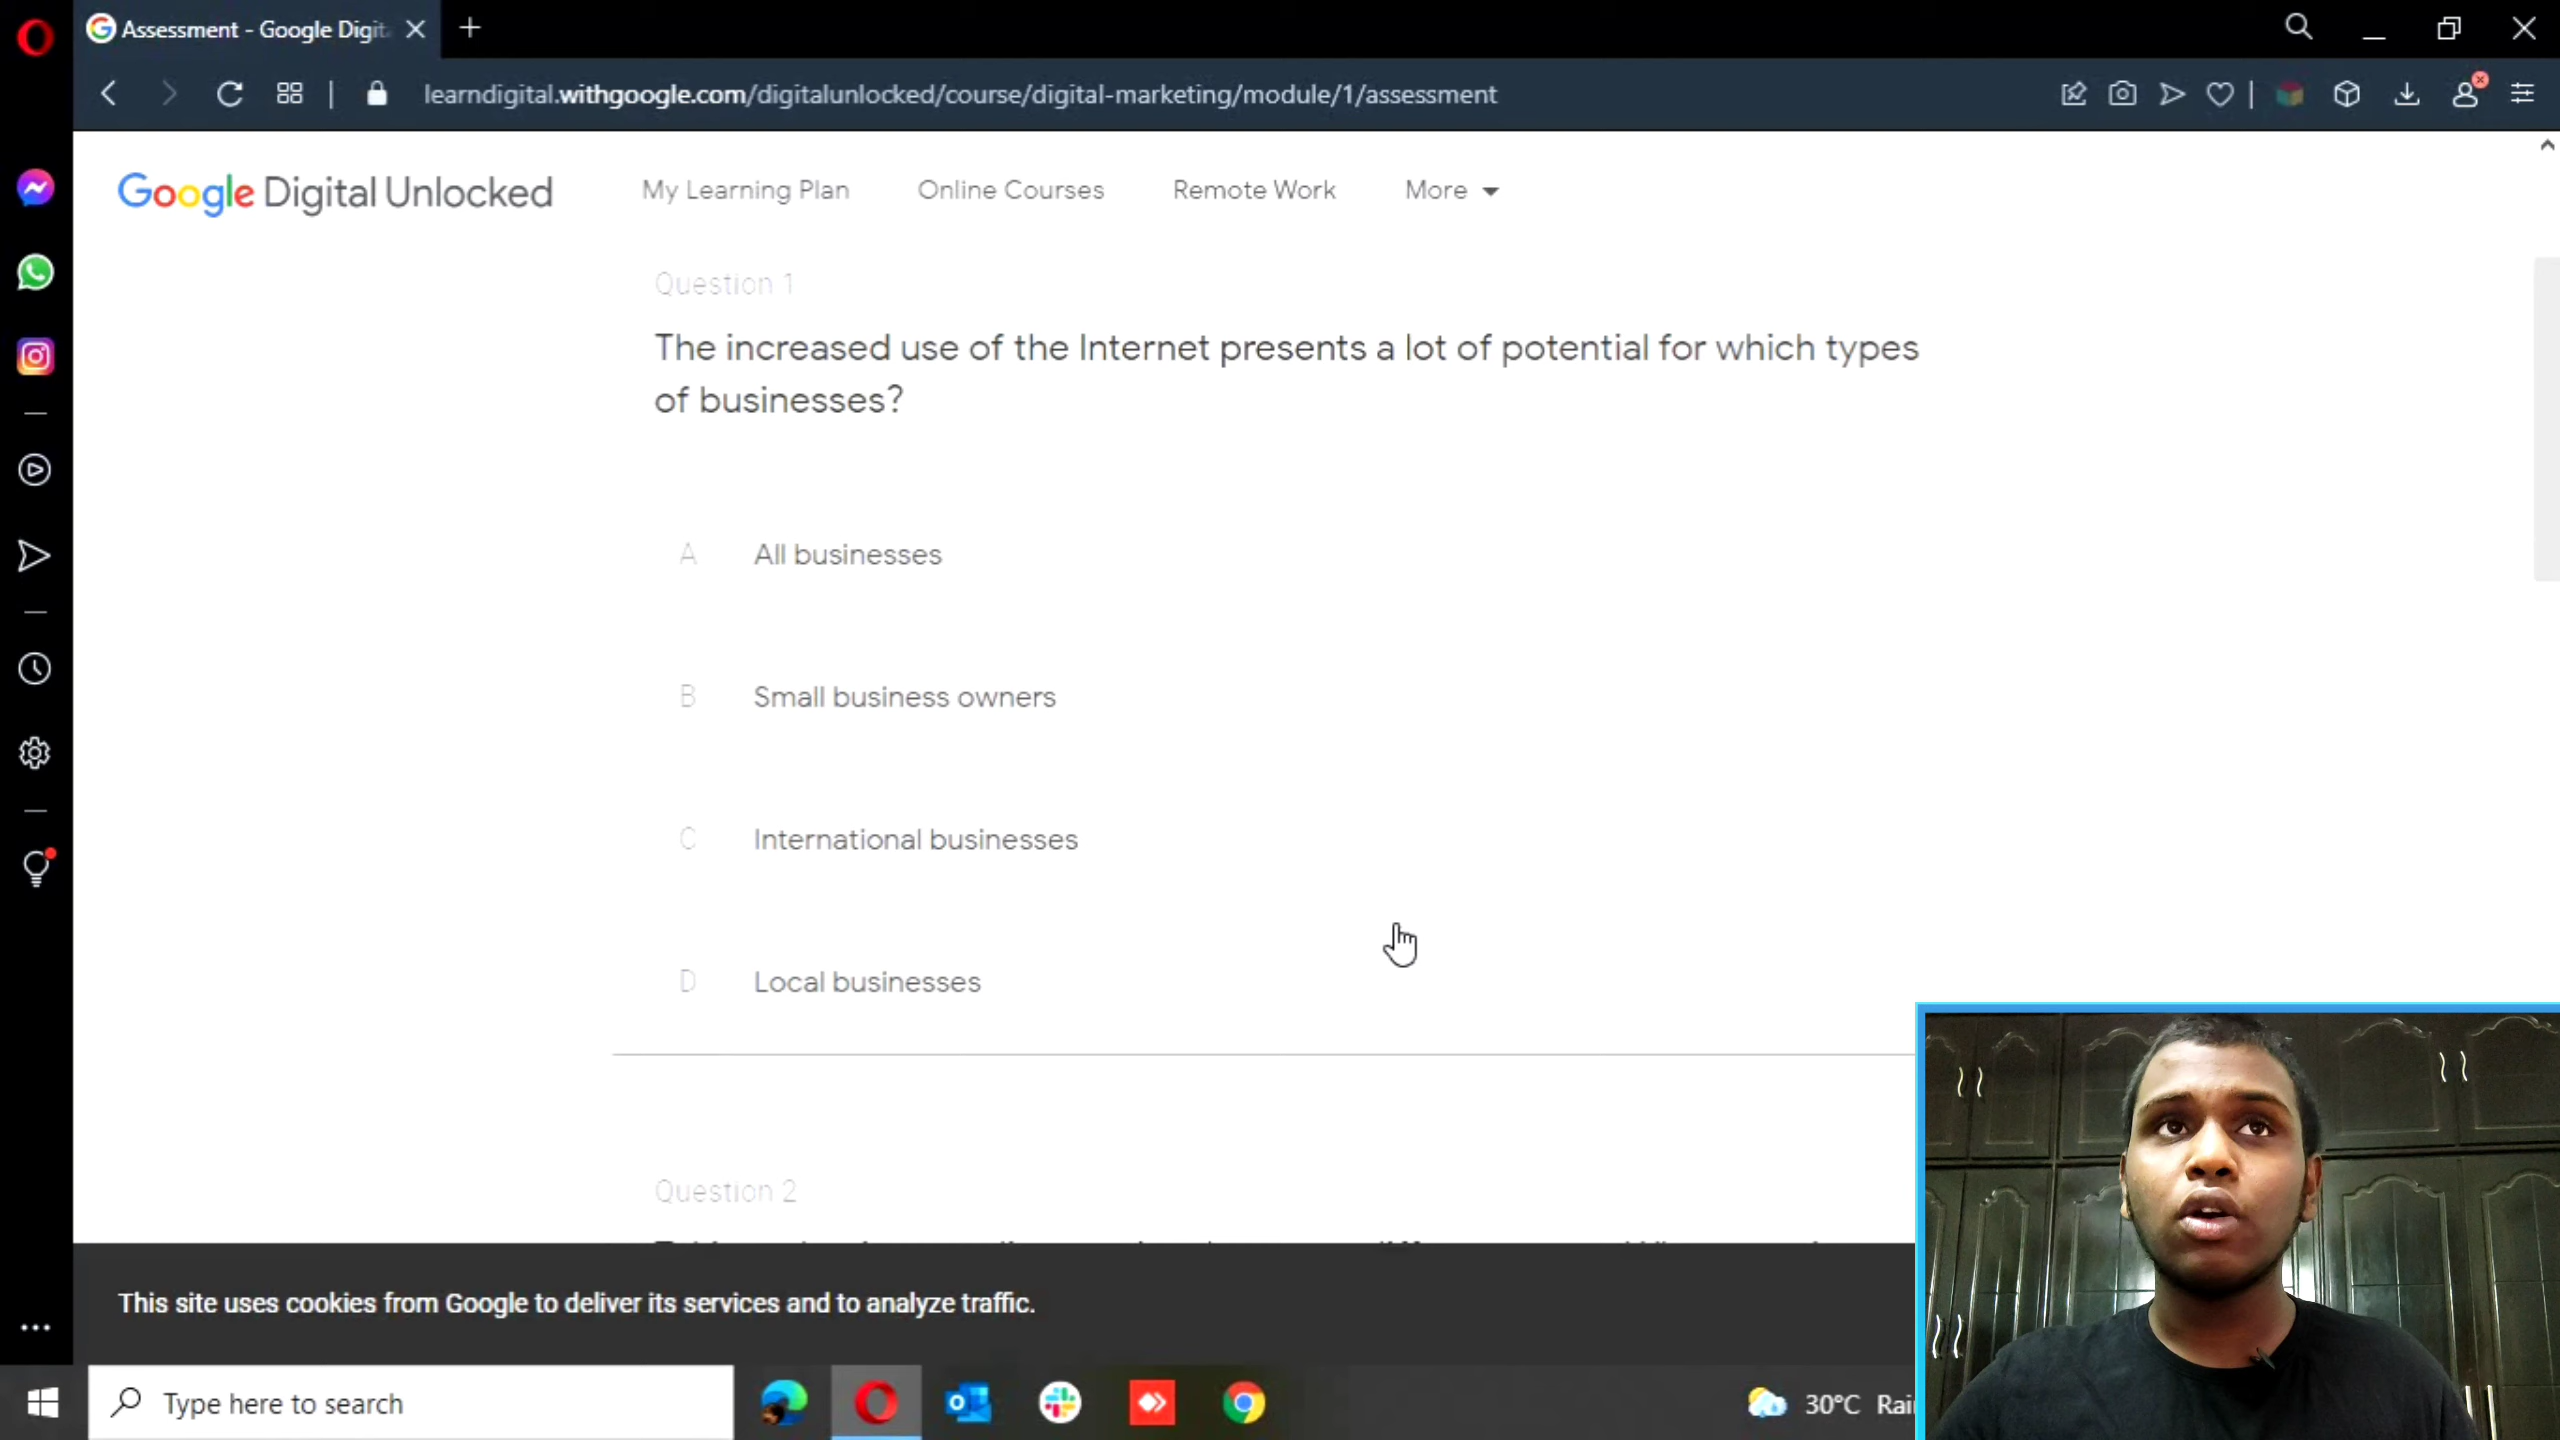 Assessment - Google Digit
learndigital.withgoogle.com/digitalunlocked/course/digital-marketing/module/1/assessment
Google Digital Unlocked
My Learning Plan
Online Courses
Remote Work
More
Question 1
The increased use of the Internet presents a lot of potential for which types
of businesses?
A All businesses
B Small business owners
C International businesses
D Local businesses
Question 2
This site uses cookies from Google to deliver its services and to analyze traffic.
Type here to search
30°C